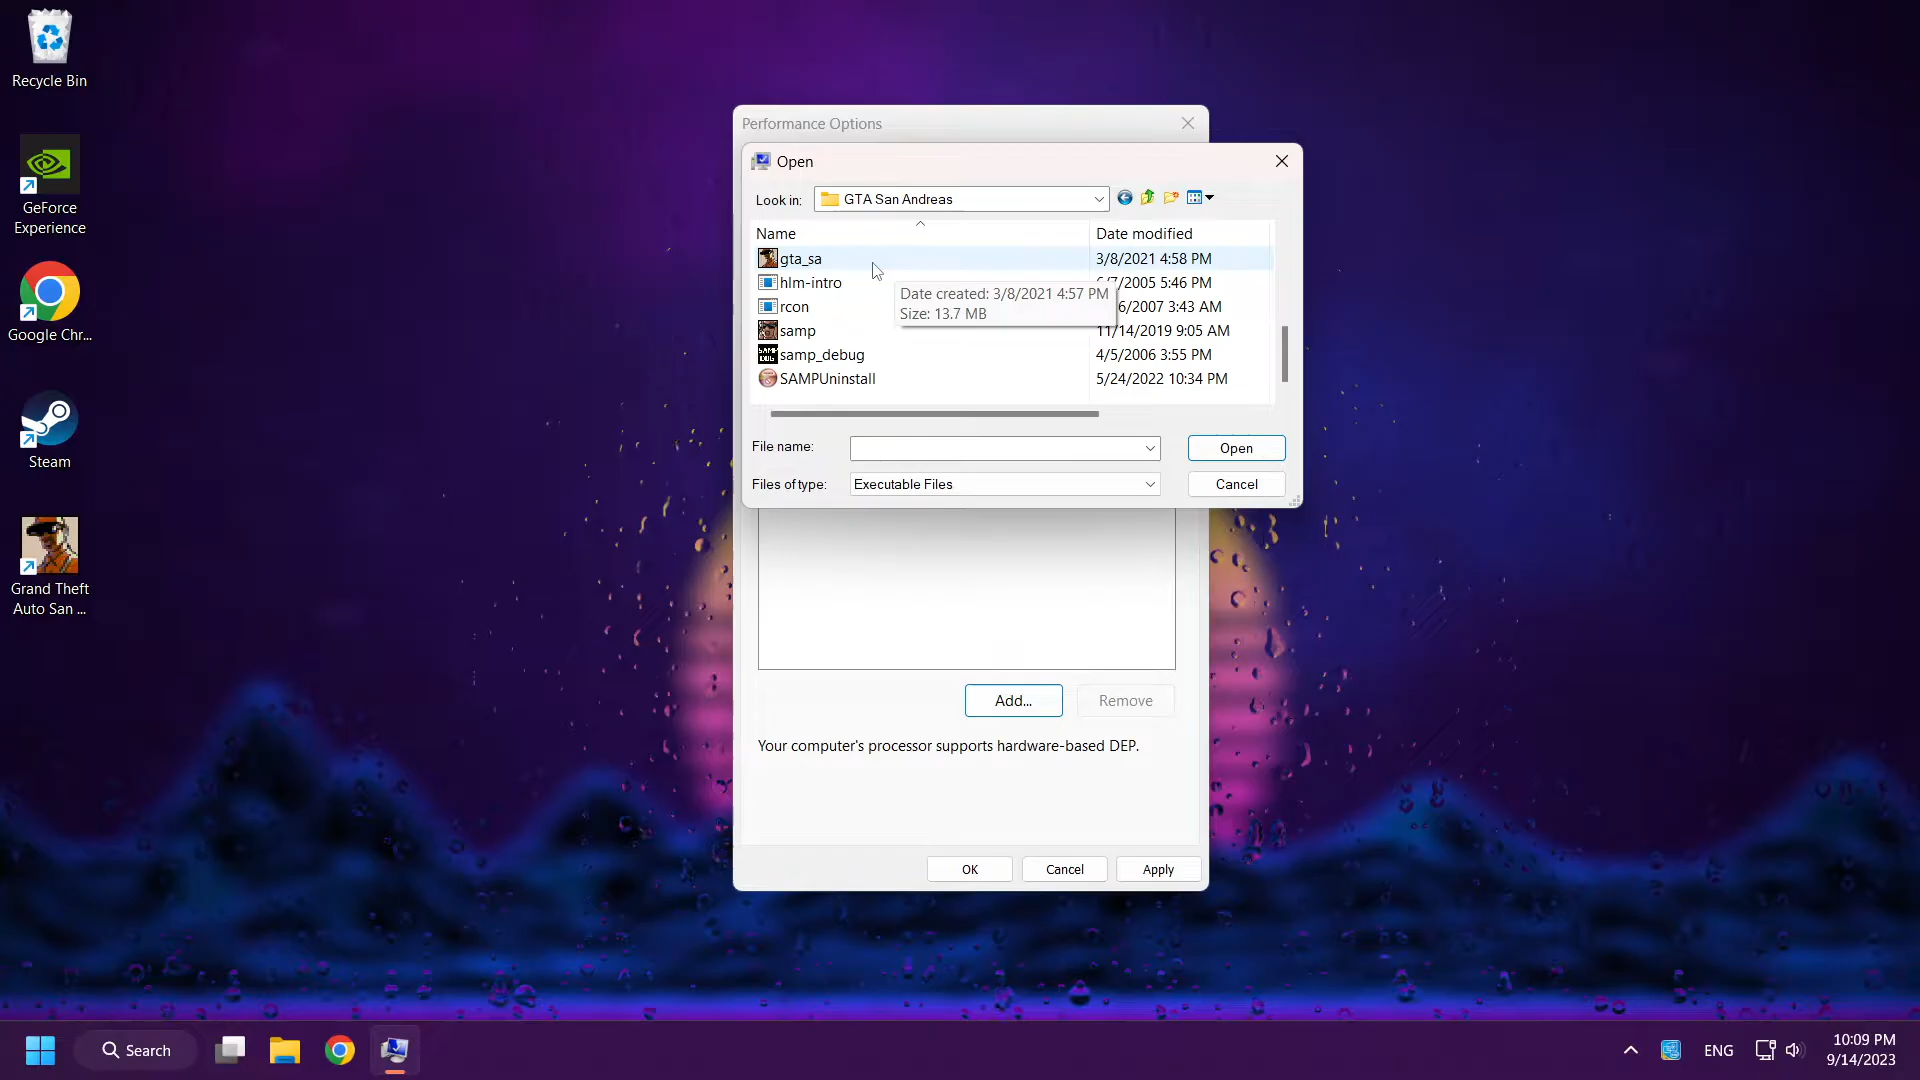 Recycle Bin
GeForce
Experience
Google Chr...
Steam
Grand Theft
Auto San ...
Performance Options
Open
Look in:
GTA San Andreas
Name
Date modified
gta_sa
3/8/2021 4:58 PM
hlm-intro
/7/2005 5:46 PM
rcon
6/2007 3:43 AM
Date created: 3/8/2021 4:57 PM
Size: 13.7 MB
samp
11/14/2019 9:05 AM
samp_debug
4/5/2006 3:55 PM
SAMPUninstall
5/24/2022 10:34 PM
File name:
Open
Files of type:
Executable Files
Cancel
Add...
Remove
Your computer's processor supports hardware-based DEP.
OK
Cancel
Apply
Search
ENG
10:09 PM
9/14/2023